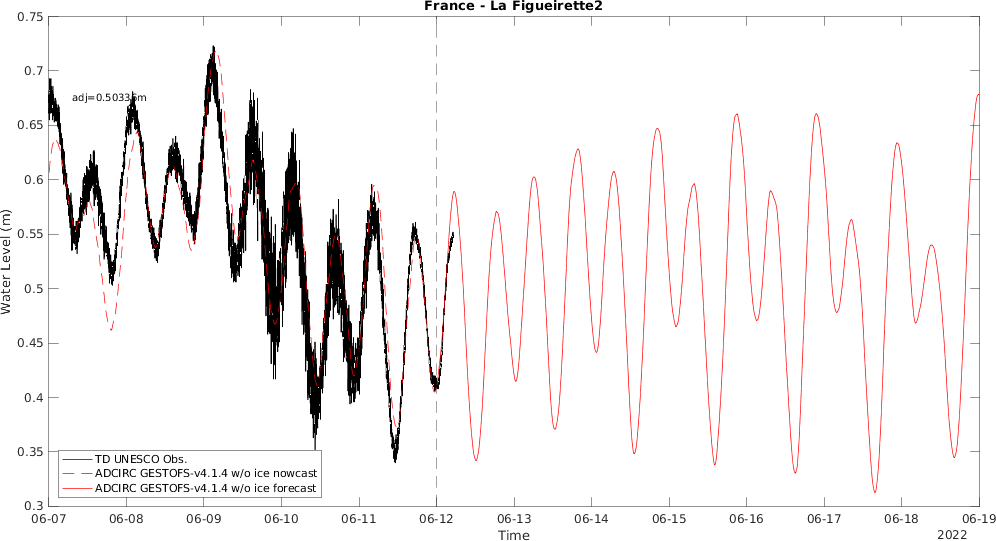 France - La Figueirette2
0.75
0.7
0.65
0.6
0.55
0.5
0.45
0.4
0.35
0.3
Water Level (m)
adj=0.50335m
TD UNESCO Obs.
ADCIRC GESTOFS-v4.1.4 w/o ice nowcast
ADCIRC GESTOFS-v4.1.4 w/o ice forecast
06-07 06-08 06-09 06-10 06-11 06-12 06-13 06-14 06-15 06-16 06-17 06-18 06-19
Time
2022